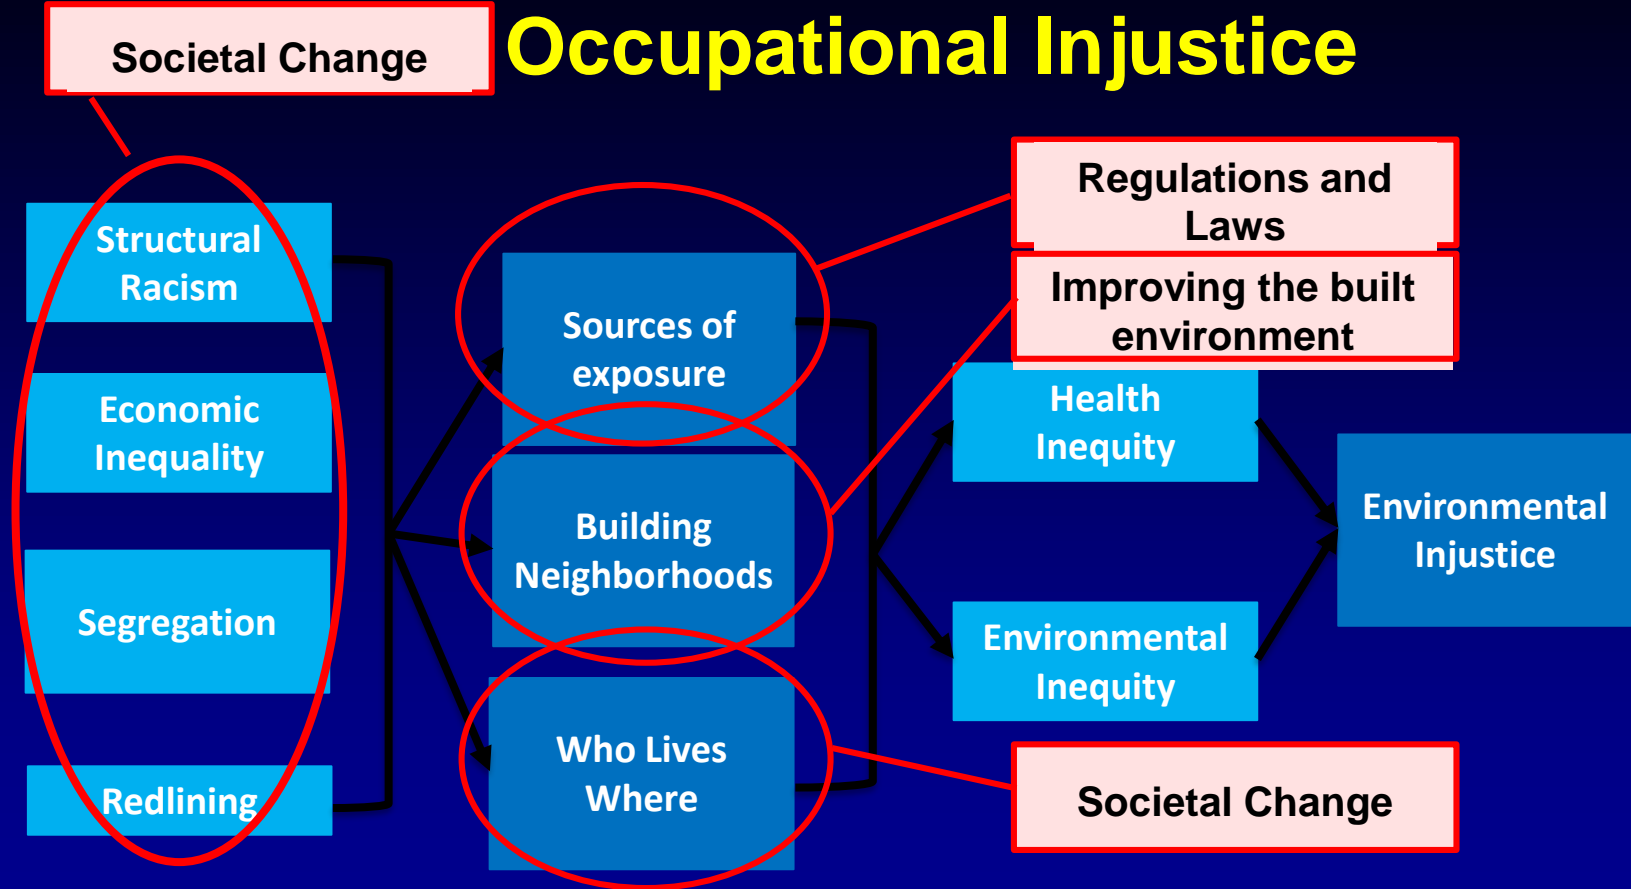 Societal Change
Occupational Injustice
Structural
Racism
Economic
Inequality
Segregation
Redlining
Sources of
exposure
Building
Neighborhoods
Who Lives
Where
Regulations and
Laws
Improving the built
environment
Health
Inequity
Environmental
Inequity
Societal Change
Environmental
Injustice